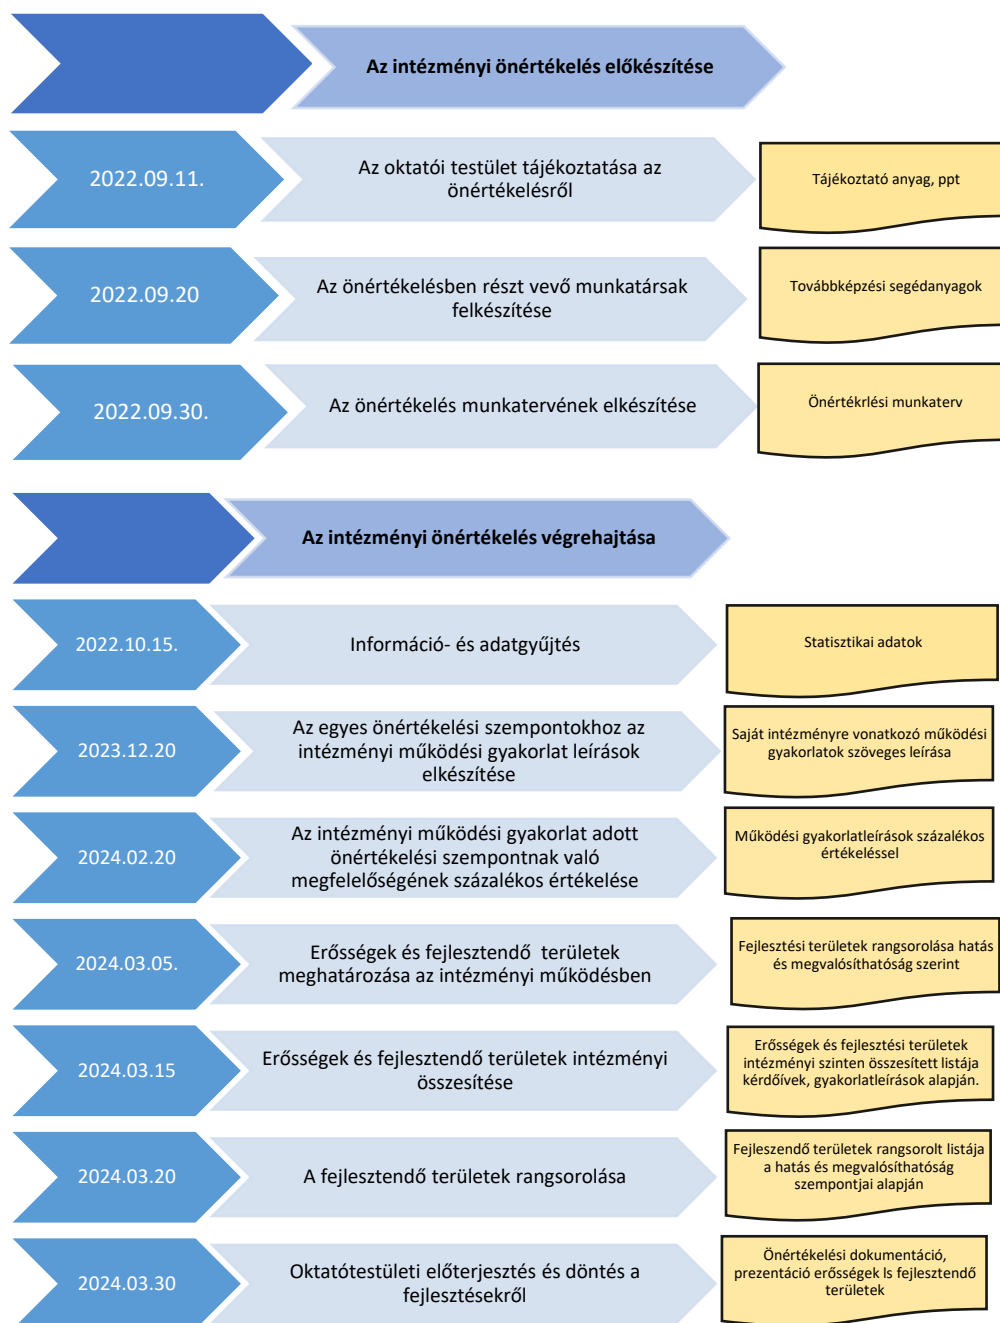 Az intézményi önértékelés előkészítése
2022.09.11.
Az oktatói testület tájékoztatása az
önértékelésről
Tájékoztató anyag, ppt
2022.09.20
Az önértékelésben részt vevő munkatársak
felkészítése
Továbbképzési segédanyagok
2022.09.30.
Az önértékelés munkatervének elkészítése
Önértékrlési munkaterv
Az intézményi önértékelés végrehajtása
2022.10.15.
Információ- és adatgyűjtés
Statisztikai adatok
2023.12.20
Az egyes önértékelési szempontokhoz az
intézményi működési gyakorlat leírások
elkészítése
Saját intézményre vonatkozó működési
gyakorlatok szöveges leírása
2024.02.20
Az intézményi működési gyakorlat adott
önértékelési szempontnak való
megfelelőségének százalékos értékelése
Működési gyakorlatleírások százalékos
értékeléssel
2024.03.05.
Erősségek és fejlesztendő területek
meghatározása az intézményi működésben
Fejlesztési területek rangsorolása hatás
és megvalósíthatóság szerint
2024.03.15
Erősségek és fejlesztendő területek intézményi
összesítése
Erősségek és fejlesztési területek
intézményi szinten összesített listája
kérdőívek, gyakorlatleírások alapján.
2024.03.20
A fejlesztendő területek rangsorolása
Fejleszendő területek rangsorolt listája
a hatás és megvalósíthatóság
szempontjai alapján
2024.03.30
Oktatótestületi előterjesztés és döntés a
fejlesztésekről
Önértékelési dokumentáció,
prezentáció erősségek ls fejlesztendő
területek